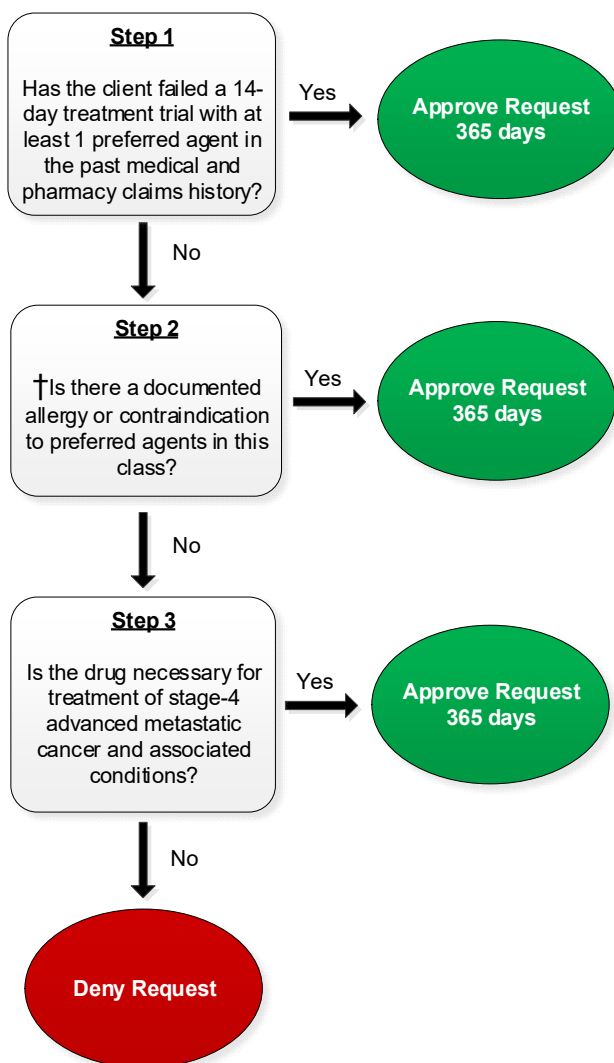 Step 1
Has the client failed a 14-
day treatment trial with at
least 1 preferred agent in
the past medical and
pharmacy claims history?
Yes
Approve Request
365 days
No
Step 2
†Is there a documented
allergy or contraindication
to preferred agents in this
class?
Yes
Approve Request
365 days
No
Step 3
Is the drug necessary for
treatment of stage-4
advanced metastatic
cancer and associated
conditions?
Yes
Approve Request
365 days
No
Deny Request